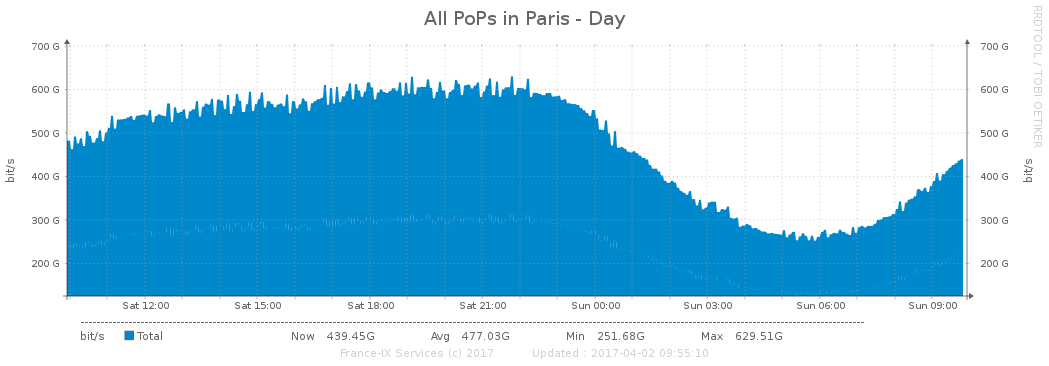 All PoPs in Paris - Day
RRDTOOL / TOBI OETIKER
700 G 700 G
600 G 600 G
500 G 500 G
400 G 400 G
300 G 300 G
200 G 200 G
bit/s bit/s
Sat 12:00 Sat 15:00 Sat 18:00 Sat 21:00 Sun 00:00 Sun 03:00 Sun 06:00 Sun 09:00
bit/s Total Now 439.45G Avg 477.03G Min 251.68G Max 629.51G
France-IX Services (c) 2017 Updated : 2017-04-02 09:55:10